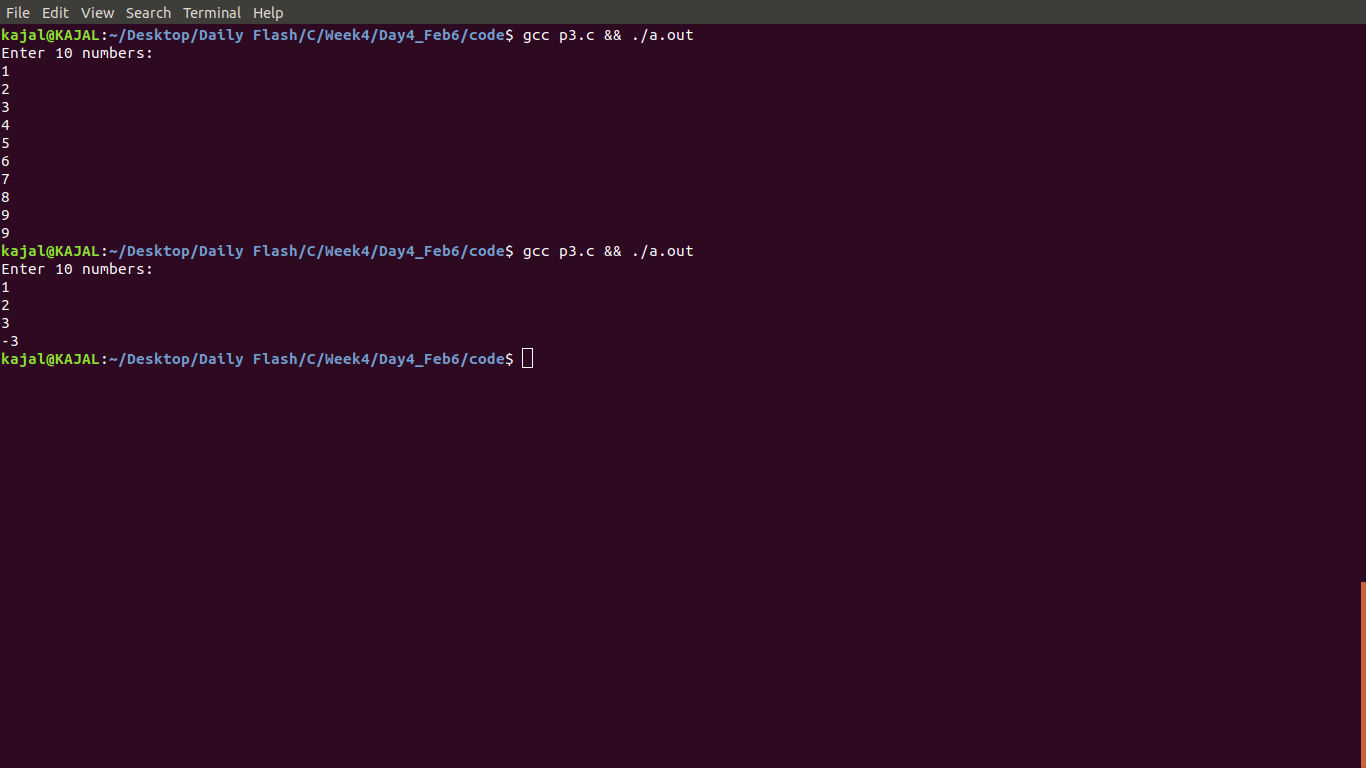 File Edit View Search Terminal Help
kajal@KAJAL:~/Desktop/Daily Flash/C/Week4/Day4_Feb6/code$ gcc p3.c && ./a.out
Enter 10 numbers:
1
2
3
4
5
6
7
8
9
9
kajal@KAJAL:~/Desktop/Daily Flash/C/Week4/Day4_Feb6/code$ gcc p3.c && ./a.out
Enter 10 numbers:
1
2
3
-3
kajal@KAJAL:~/Desktop/Daily Flash/C/Week4/Day4_Feb6/code$